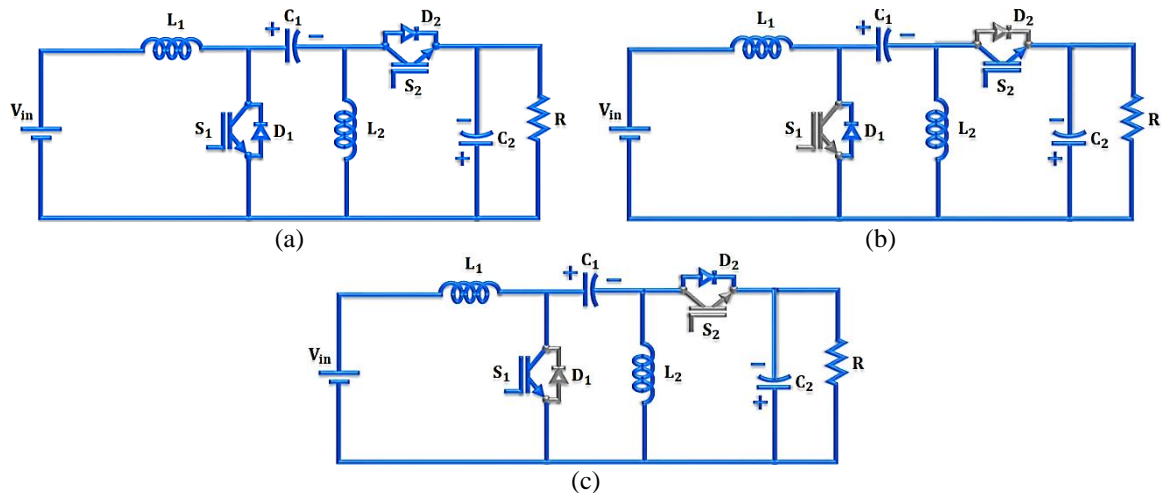 L₁
C₁
+
−
D₂
S₂
Vᵢₙ
S₁
D₁
L₂
−
C₂
+
R
(a)
L₁
C₁
+
−
D₂
S₂
Vᵢₙ
S₁
D₁
L₂
−
C₂
+
R
(b)
L₁
C₁
+
−
D₂
S₂
Vᵢₙ
S₁
D₁
L₂
−
C₂
+
R
(c)